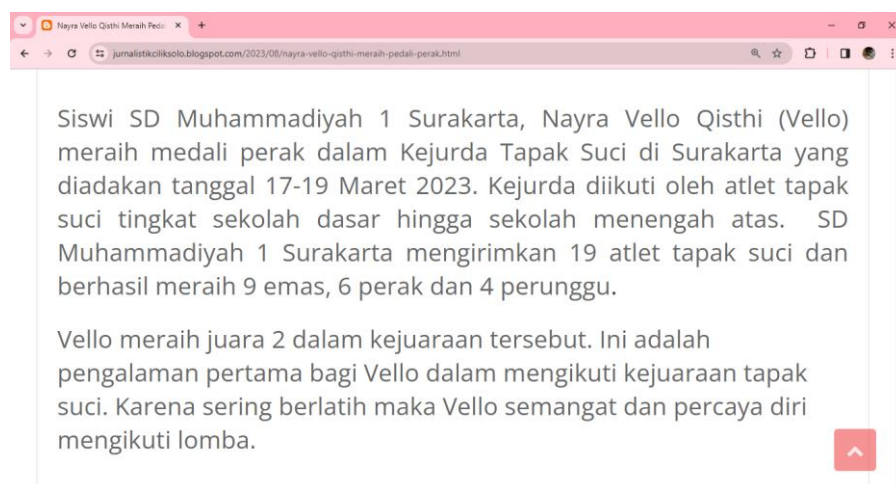 Nayra Vello Qisthi Meraih Peda
jurnalistikciliksolo.blogspot.com/2023/08/nayra-vello-qisthi-meraih-pedali-perak.html
Siswi SD Muhammadiyah 1 Surakarta, Nayra Vello Qisthi (Vello)
meraih medali perak dalam Kejurda Tapak Suci di Surakarta yang
diadakan tanggal 17-19 Maret 2023. Kejurda diikuti oleh atlet tapak
suci tingkat sekolah dasar hingga sekolah menengah atas. SD
Muhammadiyah 1 Surakarta mengirimkan 19 atlet tapak suci dan
berhasil meraih 9 emas, 6 perak dan 4 perunggu.
Vello meraih juara 2 dalam kejuaraan tersebut. Ini adalah
pengalaman pertama bagi Vello dalam mengikuti kejuaraan tapak
suci. Karena sering berlatih maka Vello semangat dan percaya diri
mengikuti lomba.